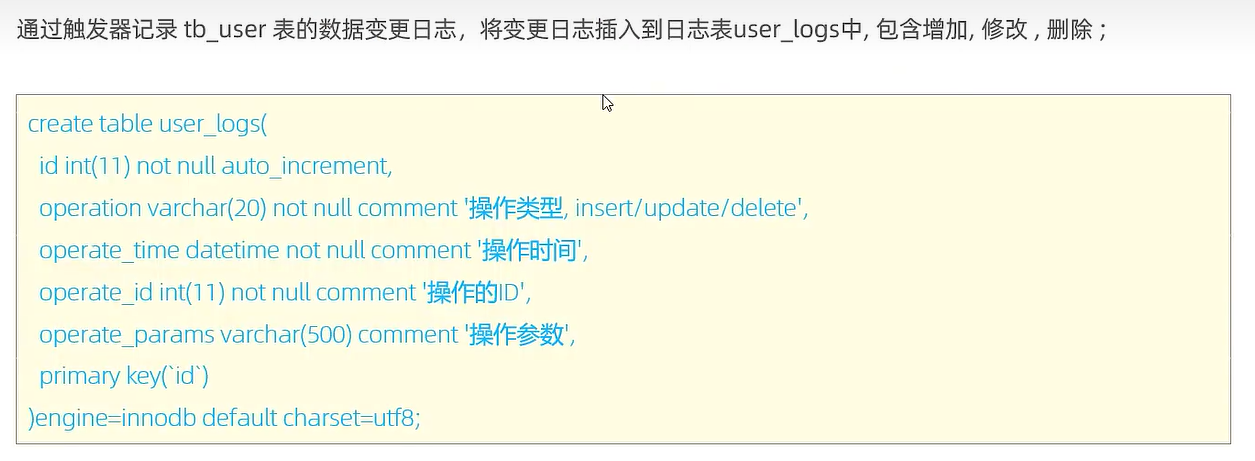 通过触发器记录 tb_user 表的数据变更日志，将变更日志插入到日志表user_logs中, 包含增加, 修改 , 删除 ;
create table user_logs(
id int(11) not null auto_increment,
operation varchar(20) not null comment '操作类型, insert/update/delete',
operate_time datetime not null comment '操作时间',
operate_id int(11) not null comment '操作的ID',
operate_params varchar(500) comment '操作参数',
primary key(`id`)
)engine=innodb default charset=utf8;